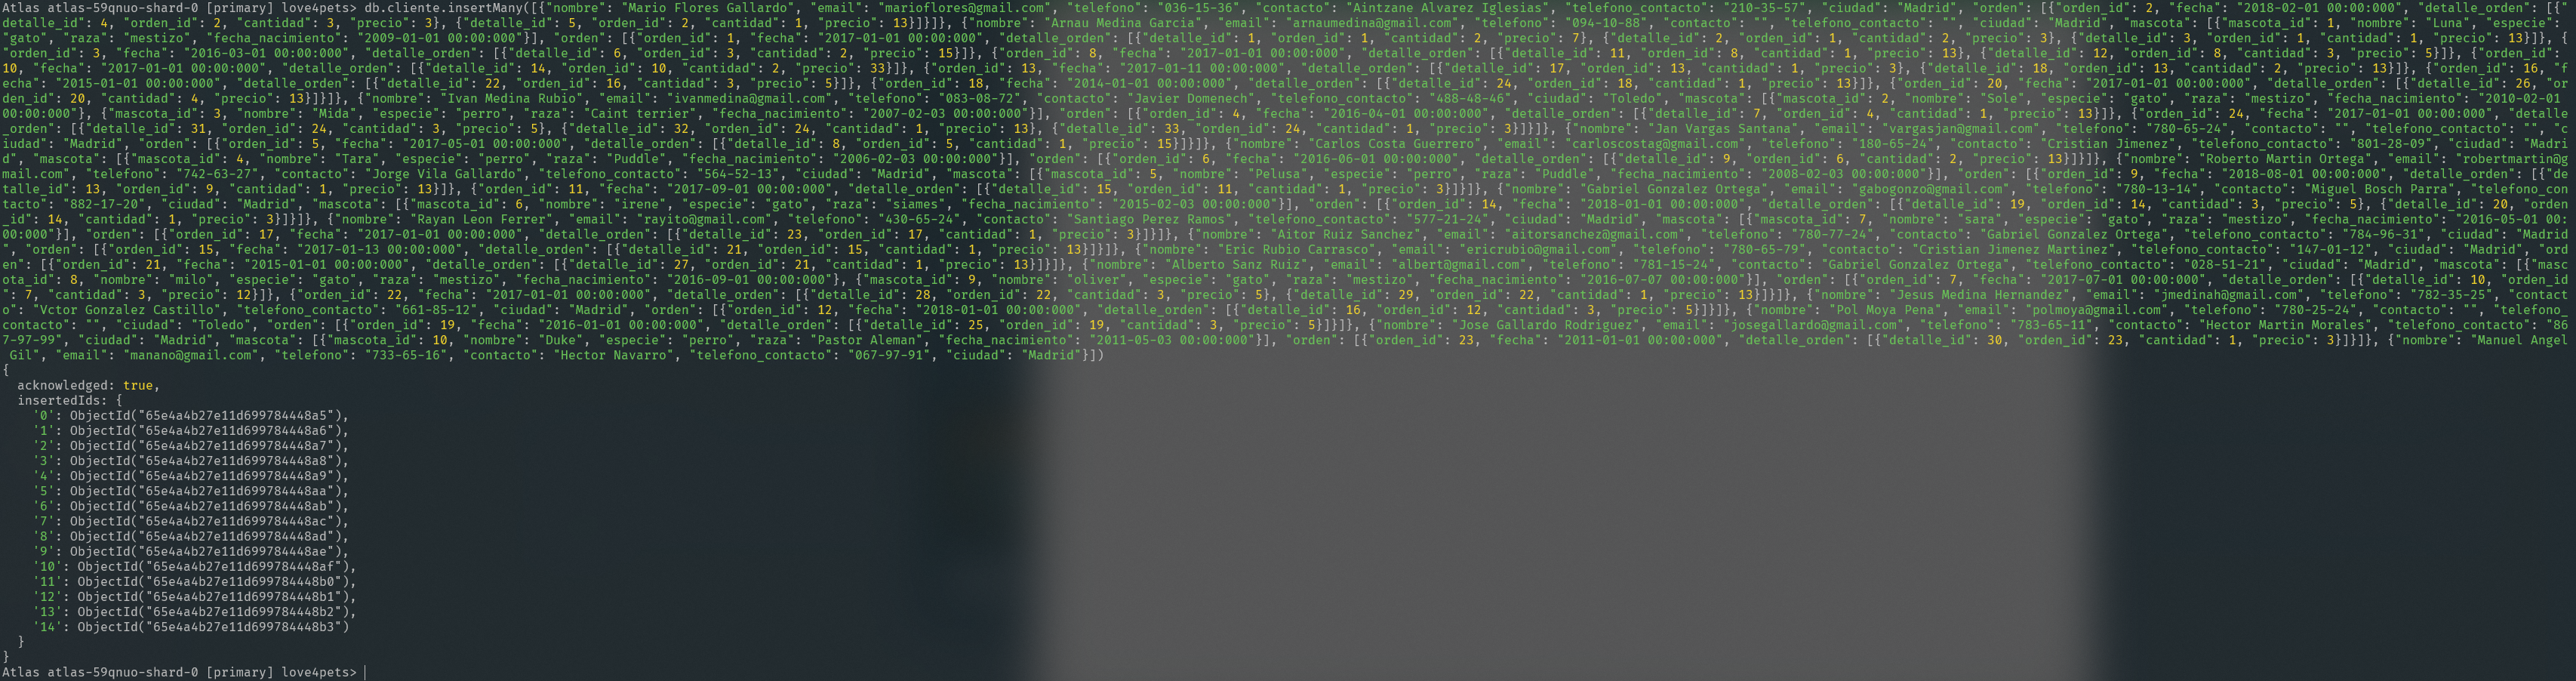 Atlas atlas-59qnuo-shard-0 [primary] love4pets> db.cliente.insertMany([{"nombre": "Mario Flores Gallardo", "email": "marioflores@gmail.com", "telefono": "036-15-36", "contacto": "Aintzane Alvarez Iglesias", "telefono_contacto": "210-35-57", "ciudad": "Madrid", "orden": [{"orden_id": 2, "fecha": "2018-02-01 00:00:000", "detalle_orden": [{"
detalle_id": 4, "orden_id": 2, "cantidad": 3, "precio": 3}, {"detalle_id": 5, "orden_id": 2, "cantidad": 1, "precio": 13}]}]}, {"nombre": "Arnau Medina Garcia", "email": "arnaumedina@gmail.com", "telefono": "094-10-88", "contacto": "", "telefono_contacto": "", "ciudad": "Madrid", "mascota": [{"mascota_id": 1, "nombre": "Luna", "especie":
"gato", "raza": "mestizo", "fecha_nacimiento": "2009-01-01 00:00:000"}], "orden": [{"orden_id": 1, "fecha": "2017-01-01 00:00:000", "detalle_orden": [{"detalle_id": 1, "orden_id": 1, "cantidad": 2, "precio": 7}, {"detalle_id": 2, "orden_id": 1, "cantidad": 2, "precio": 3}, {"detalle_id": 3, "orden_id": 1, "cantidad": 1, "precio": 13}]}, {
"orden_id": 3, "fecha": "2016-03-01 00:00:000", "detalle_orden": [{"detalle_id": 6, "orden_id": 3, "cantidad": 2, "precio": 15}]}, {"orden_id": 8, "fecha": "2017-01-01 00:00:000", "detalle_orden": [{"detalle_id": 11, "orden_id": 8, "cantidad": 1, "precio": 13}, {"detalle_id": 12, "orden_id": 8, "cantidad": 3, "precio": 5}]}, {"orden_id":
10, "fecha": "2017-01-01 00:00:000", "detalle_orden": [{"detalle_id": 14, "orden_id": 10, "cantidad": 2, "precio": 33}]}, {"orden_id": 13, "fecha": "2017-01-11 00:00:000", "detalle_orden": [{"detalle_id": 17, "orden_id": 13, "cantidad": 1, "precio": 3}, {"detalle_id": 18, "orden_id": 13, "cantidad": 2, "precio": 13}]}, {"orden_id": 16, "f
echa": "2015-01-01 00:00:000", "detalle_orden": [{"detalle_id": 22, "orden_id": 16, "cantidad": 3, "precio": 5}]}, {"orden_id": 18, "fecha": "2014-01-01 00:00:000", "detalle_orden": [{"detalle_id": 24, "orden_id": 18, "cantidad": 1, "precio": 13}]}, {"orden_id": 20, "fecha": "2017-01-01 00:00:000", "detalle_orden": [{"detalle_id": 26, "or
den_id": 20, "cantidad": 4, "precio": 13}]}]}, {"nombre": "Ivan Medina Rubio", "email": "ivanmedina@gmail.com", "telefono": "083-08-72", "contacto": "Javier Domenech", "telefono_contacto": "488-48-46", "ciudad": "Toledo", "mascota": [{"mascota_id": 2, "nombre": "Sole", "especie": "gato", "raza": "mestizo", "fecha_nacimiento": "2010-02-01
00:00:000"}, {"mascota_id": 3, "nombre": "Mida", "especie": "perro", "raza": "Caint terrier", "fecha_nacimiento": "2007-02-03 00:00:000"}], "orden": [{"orden_id": 4, "fecha": "2016-04-01 00:00:000", "detalle_orden": [{"detalle_id": 7, "orden_id": 4, "cantidad": 1, "precio": 13}]}, {"orden_id": 24, "fecha": "2017-01-01 00:00:000", "detalle
_orden": [{"detalle_id": 31, "orden_id": 24, "cantidad": 3, "precio": 5}, {"detalle_id": 32, "orden_id": 24, "cantidad": 1, "precio": 13}, {"detalle_id": 33, "orden_id": 24, "cantidad": 1, "precio": 3}]}]}, {"nombre": "Jan Vargas Santana", "email": "vargasjan@gmail.com", "telefono": "780-65-24", "contacto": "", "telefono_contacto": "", "c
iudad": "Madrid", "orden": [{"orden_id": 5, "fecha": "2017-05-01 00:00:000", "detalle_orden": [{"detalle_id": 8, "orden_id": 5, "cantidad": 1, "precio": 15}]}]}, {"nombre": "Carlos Costa Guerrero", "email": "carloscostag@gmail.com", "telefono": "180-65-24", "contacto": "Cristian Jimenez", "telefono_contacto": "801-28-09", "ciudad": "Madri
d", "mascota": [{"mascota_id": 4, "nombre": "Tara", "especie": "perro", "raza": "Puddle", "fecha_nacimiento": "2006-02-03 00:00:000"}], "orden": [{"orden_id": 6, "fecha": "2016-06-01 00:00:000", "detalle_orden": [{"detalle_id": 9, "orden_id": 6, "cantidad": 2, "precio": 13}]}]}, {"nombre": "Roberto Martin Ortega", "email": "robertmartin@g
mail.com", "telefono": "742-63-27", "contacto": "Jorge Vila Gallardo", "telefono_contacto": "564-52-13", "ciudad": "Madrid", "mascota": [{"mascota_id": 5, "nombre": "Pelusa", "especie": "perro", "raza": "Puddle", "fecha_nacimiento": "2008-02-03 00:00:000"}], "orden": [{"orden_id": 9, "fecha": "2018-08-01 00:00:000", "detalle_orden": [{"de
talle_id": 13, "orden_id": 9, "cantidad": 1, "precio": 13}]}, {"orden_id": 11, "fecha": "2017-09-01 00:00:000", "detalle_orden": [{"detalle_id": 15, "orden_id": 11, "cantidad": 1, "precio": 3}]}]}, {"nombre": "Gabriel Gonzalez Ortega", "email": "gabogonzo@gmail.com", "telefono": "780-13-14", "contacto": "Miguel Bosch Parra", "telefono_con
tacto": "882-17-20", "ciudad": "Madrid", "mascota": [{"mascota_id": 6, "nombre": "irene", "especie": "gato", "raza": "siames", "fecha_nacimiento": "2015-02-03 00:00:000"}], "orden": [{"orden_id": 14, "fecha": "2018-01-01 00:00:000", "detalle_orden": [{"detalle_id": 19, "orden_id": 14, "cantidad": 3, "precio": 5}, {"detalle_id": 20, "orden
_id": 14, "cantidad": 1, "precio": 3}]}]}, {"nombre": "Rayan Leon Ferrer", "email": "rayito@gmail.com", "telefono": "430-65-24", "contacto": "Santiago Perez Ramos", "telefono_contacto": "577-21-24", "ciudad": "Madrid", "mascota": [{"mascota_id": 7, "nombre": "sara", "especie": "gato", "raza": "mestizo", "fecha_nacimiento": "2016-05-01 00:
00:000"}], "orden": [{"orden_id": 17, "fecha": "2017-01-01 00:00:000", "detalle_orden": [{"detalle_id": 23, "orden_id": 17, "cantidad": 1, "precio": 3}]}]}, {"nombre": "Aitor Ruiz Sanchez", "email": "aitorsanchez@gmail.com", "telefono": "780-77-24", "contacto": "Gabriel Gonzalez Ortega", "telefono_contacto": "784-96-31", "ciudad": "Madrid
", "orden": [{"orden_id": 15, "fecha": "2017-01-13 00:00:000", "detalle_orden": [{"detalle_id": 21, "orden_id": 15, "cantidad": 1, "precio": 13}]}]}, {"nombre": "Eric Rubio Carrasco", "email": "ericrubio@gmail.com", "telefono": "780-65-79", "contacto": "Cristian Jimenez Martinez", "telefono_contacto": "147-01-12", "ciudad": "Madrid", "ord
en": [{"orden_id": 21, "fecha": "2015-01-01 00:00:000", "detalle_orden": [{"detalle_id": 27, "orden_id": 21, "cantidad": 1, "precio": 13}]}]}, {"nombre": "Alberto Sanz Ruiz", "email": "albert@gmail.com", "telefono": "781-15-24", "contacto": "Gabriel Gonzalez Ortega", "telefono_contacto": "028-51-21", "ciudad": "Madrid", "mascota": [{"masc
ota_id": 8, "nombre": "milo", "especie": "gato", "raza": "mestizo", "fecha_nacimiento": "2016-09-01 00:00:000"}, {"mascota_id": 9, "nombre": "oliver", "especie": "gato", "raza": "mestizo", "fecha_nacimiento": "2016-07-07 00:00:000"}], "orden": [{"orden_id": 7, "fecha": "2017-07-01 00:00:000", "detalle_orden": [{"detalle_id": 10, "orden_id
": 7, "cantidad": 3, "precio": 12}]}, {"orden_id": 22, "fecha": "2017-01-01 00:00:000", "detalle_orden": [{"detalle_id": 28, "orden_id": 22, "cantidad": 3, "precio": 5}, {"detalle_id": 29, "orden_id": 22, "cantidad": 1, "precio": 13}]}]}, {"nombre": "Jesus Medina Hernandez", "email": "jmedinah@gmail.com", "telefono": "782-35-25", "contact
o": "Vctor Gonzalez Castillo", "telefono_contacto": "661-85-12", "ciudad": "Madrid", "orden": [{"orden_id": 12, "fecha": "2018-01-01 00:00:000", "detalle_orden": [{"detalle_id": 16, "orden_id": 12, "cantidad": 3, "precio": 5}]}]}, {"nombre": "Pol Moya Pena", "email": "polmoya@gmail.com", "telefono": "780-25-24", "contacto": "", "telefono_
contacto": "", "ciudad": "Toledo", "orden": [{"orden_id": 19, "fecha": "2016-01-01 00:00:000", "detalle_orden": [{"detalle_id": 25, "orden_id": 19, "cantidad": 3, "precio": 5}]}]}, {"nombre": "Jose Gallardo Rodriguez", "email": "josegallardo@gmail.com", "telefono": "783-65-11", "contacto": "Hector Martin Morales", "telefono_contacto": "86
7-97-99", "ciudad": "Madrid", "mascota": [{"mascota_id": 10, "nombre": "Duke", "especie": "perro", "raza": "Pastor Aleman", "fecha_nacimiento": "2011-05-03 00:00:000"}], "orden": [{"orden_id": 23, "fecha": "2011-01-01 00:00:000", "detalle_orden": [{"detalle_id": 30, "orden_id": 23, "cantidad": 1, "precio": 3}]}]}, {"nombre": "Manuel Angel
Gil", "email": "manano@gmail.com", "telefono": "733-65-16", "contacto": "Hector Navarro", "telefono_contacto": "067-97-91", "ciudad": "Madrid"}])
{
  acknowledged: true,
  insertedIds: {
    '0': ObjectId("65e4a4b27e11d699784448a5"),
    '1': ObjectId("65e4a4b27e11d699784448a6"),
    '2': ObjectId("65e4a4b27e11d699784448a7"),
    '3': ObjectId("65e4a4b27e11d699784448a8"),
    '4': ObjectId("65e4a4b27e11d699784448a9"),
    '5': ObjectId("65e4a4b27e11d699784448aa"),
    '6': ObjectId("65e4a4b27e11d699784448ab"),
    '7': ObjectId("65e4a4b27e11d699784448ac"),
    '8': ObjectId("65e4a4b27e11d699784448ad"),
    '9': ObjectId("65e4a4b27e11d699784448ae"),
    '10': ObjectId("65e4a4b27e11d699784448af"),
    '11': ObjectId("65e4a4b27e11d699784448b0"),
    '12': ObjectId("65e4a4b27e11d699784448b1"),
    '13': ObjectId("65e4a4b27e11d699784448b2"),
    '14': ObjectId("65e4a4b27e11d699784448b3")
  }
}
Atlas atlas-59qnuo-shard-0 [primary] love4pets>